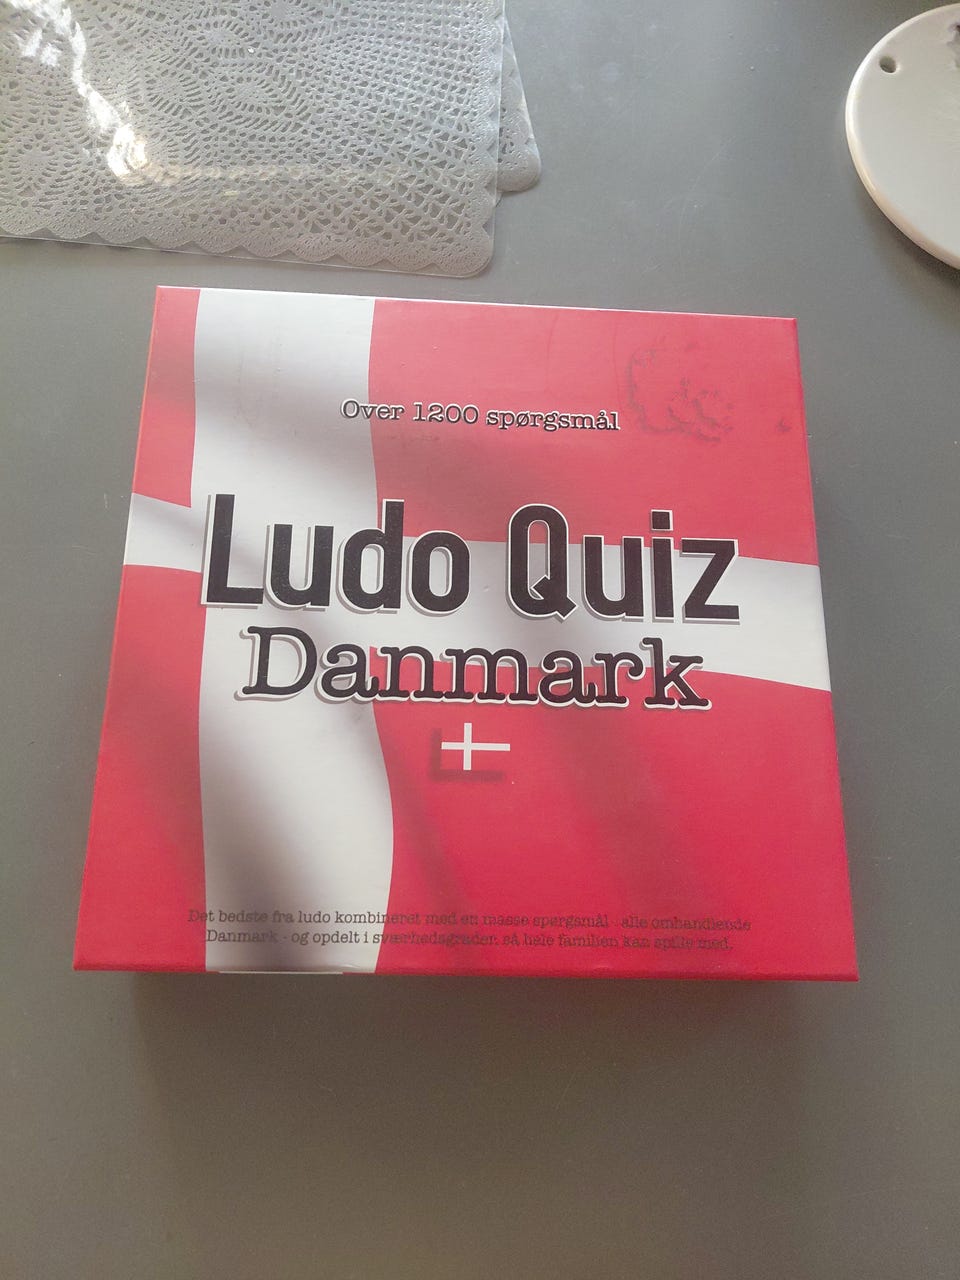 Over 1200 spørgsmål
Ludo Quiz
Danmark
Det bedste fra ludo kombineret med en masse spørgsmål - alle omhandlende
Danmark - og opdelt i sværhedsgrader, så hele familien kan spille med.